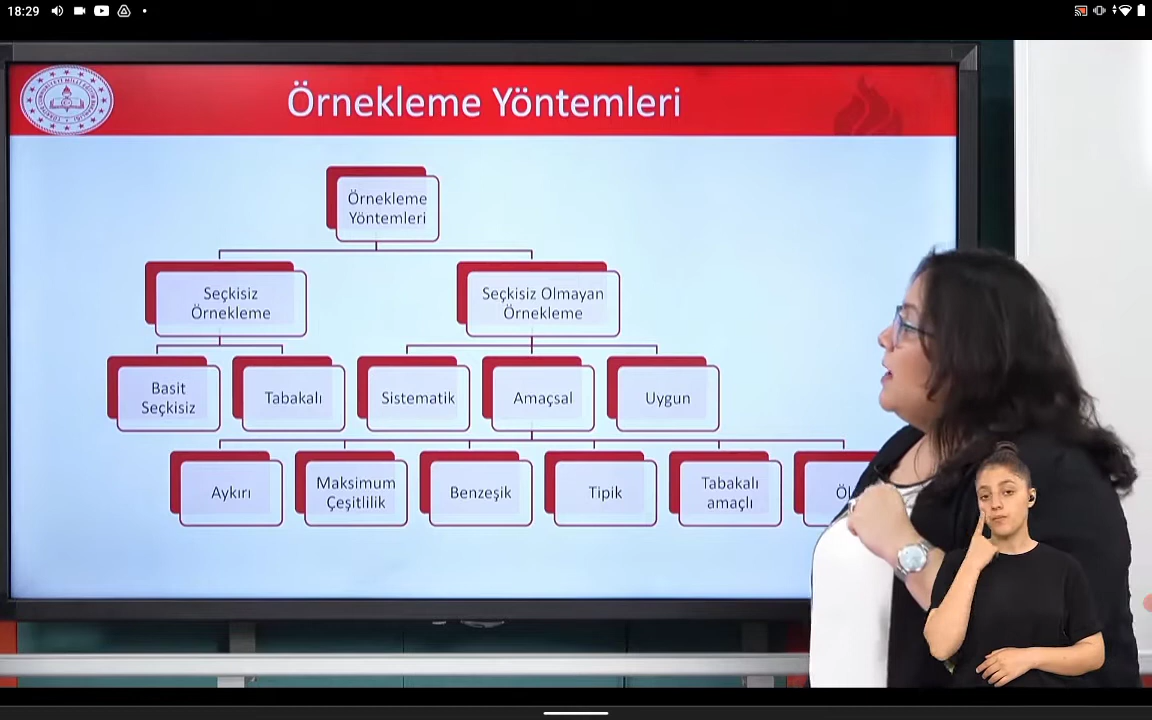 18:29
Örnekleme Yöntemleri
Örnekleme
Yöntemleri
Seçkisiz
Örnekleme
Seçkisiz Olmayan
Örnekleme
Basit
Seçkisiz
Tabakalı
Sistematik
Amaçsal
Uygun
Aykırı
Maksimum
Çeşitlilik
Benzeşik
Tipik
Tabakalı
amaçlı